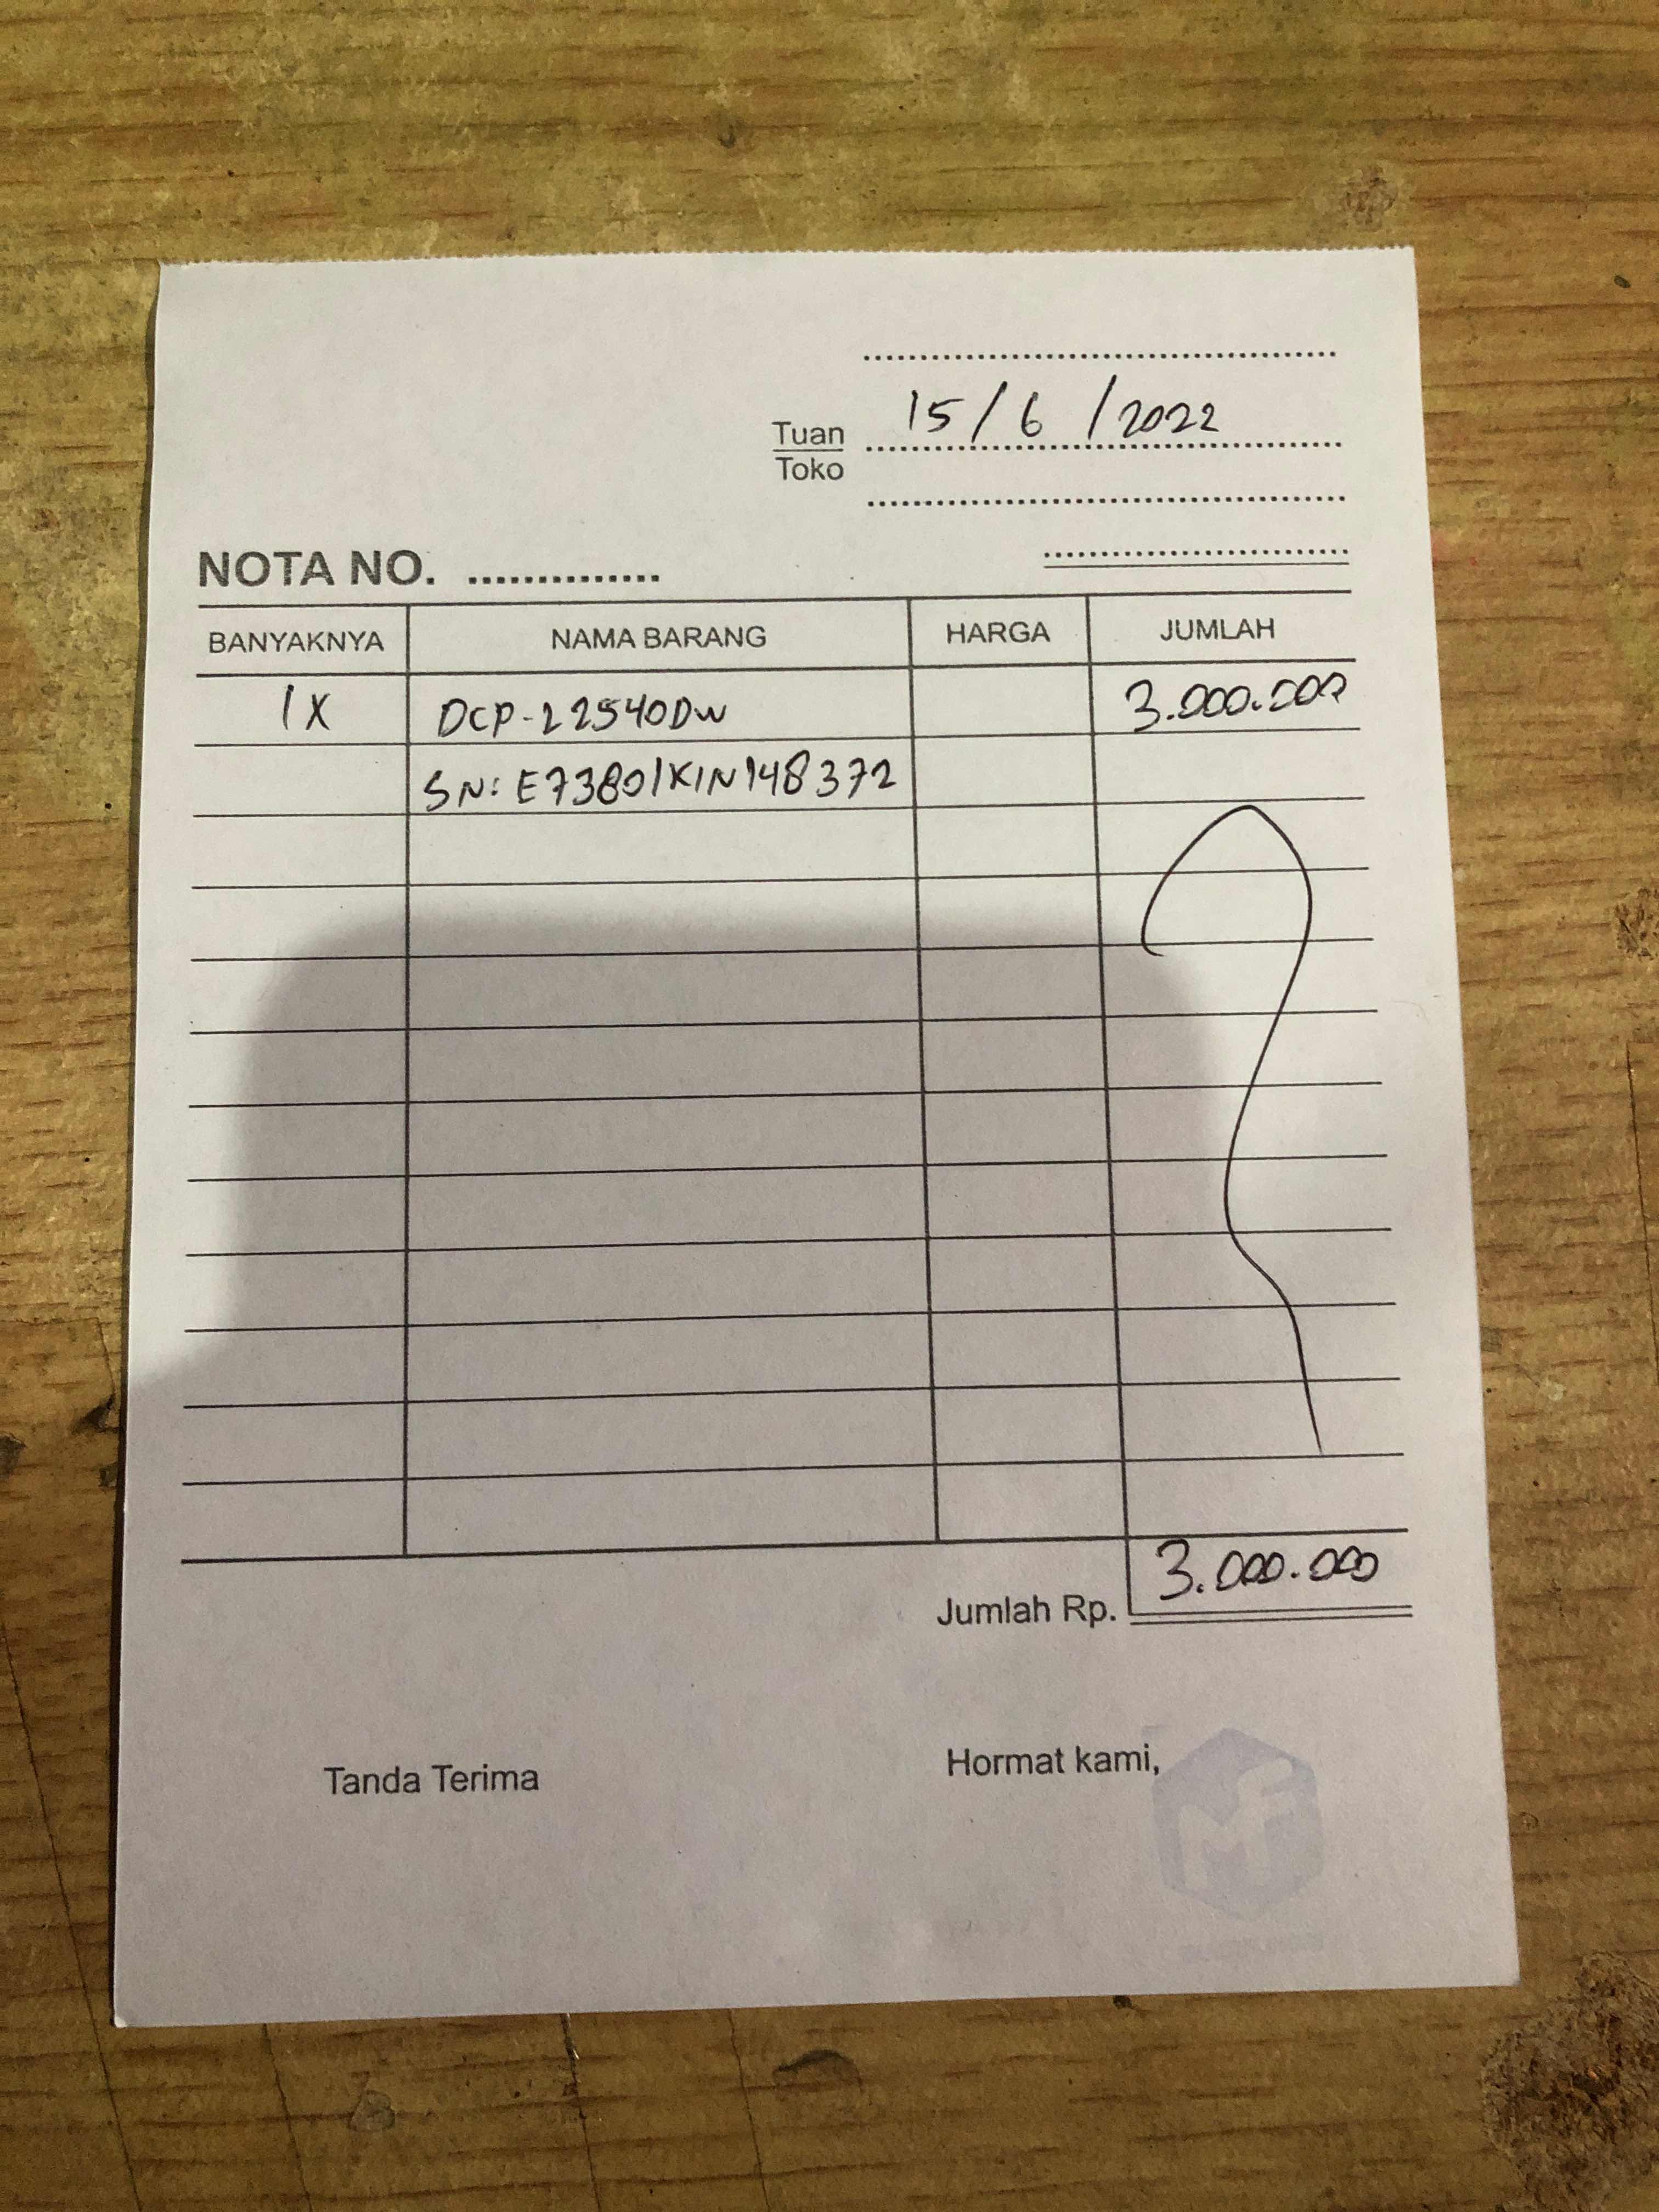 15/6/2022
Tuan
Toko
NOTA NO. ..............
BANYAKNYA NAMA BARANG HARGA JUMLAH
1X DCP-L2540DW 3.000.000
SN: E73801K1N148372
Jumlah Rp. 3.000.000
Tanda Terima Hormat kami,
MF